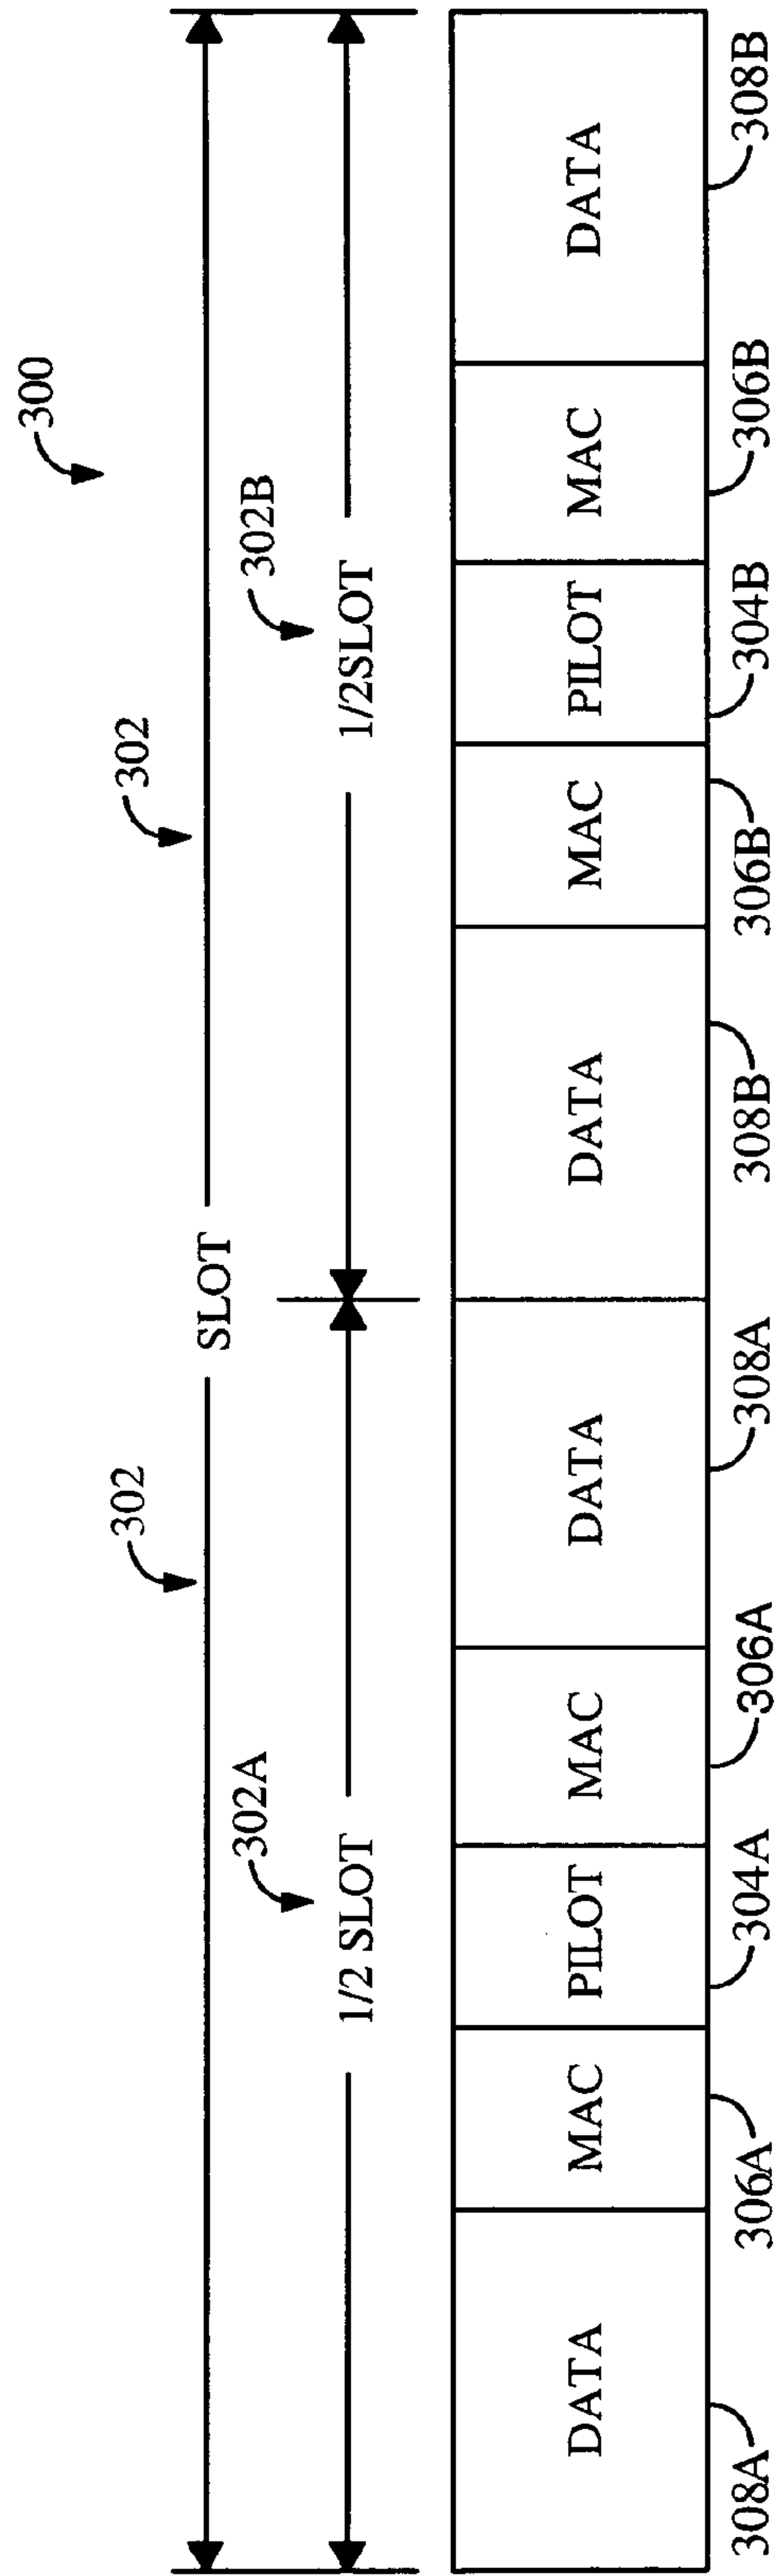 300
302
302
SLOT
302A
302B
1/2 SLOT
1/2SLOT
DATA
MAC
PILOT
MAC
DATA
DATA
MAC
PILOT
MAC
DATA
308A
306A
304A
306A
308A
308B
306B
304B
306B
308B